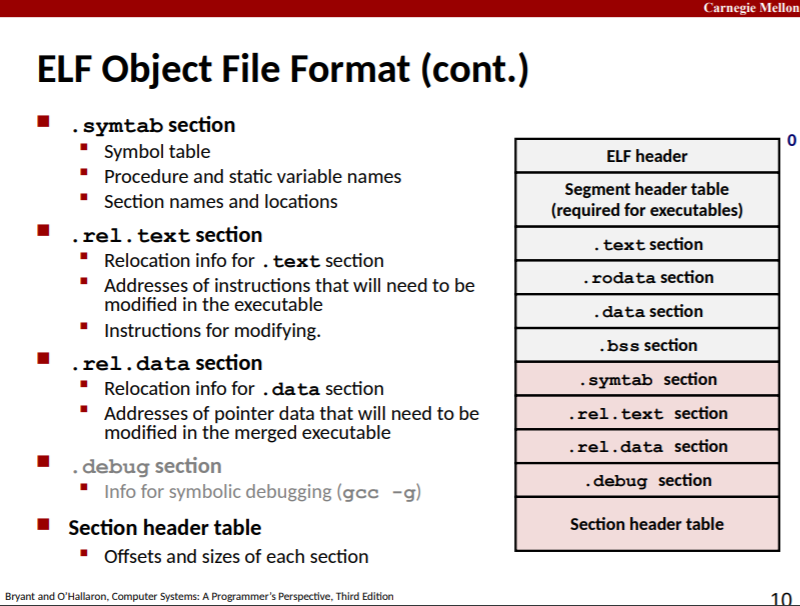 Carnegie Mellon
ELF Object File Format (cont.)
.symtab section
Symbol table
Procedure and static variable names
Section names and locations
.rel.text section
Relocation info for .text section
Addresses of instructions that will need to be
modified in the executable
Instructions for modifying.
.rel.data section
Relocation info for .data section
Addresses of pointer data that will need to be
modified in the merged executable
.debug section
Info for symbolic debugging (gcc -g)
Section header table
Offsets and sizes of each section
0
ELF header
Segment header table
(required for executables)
.text section
.rodata section
.data section
.bss section
.symtab section
.rel.text section
.rel.data section
.debug section
Section header table
Bryant and O'Hallaron, Computer Systems: A Programmer's Perspective, Third Edition
10